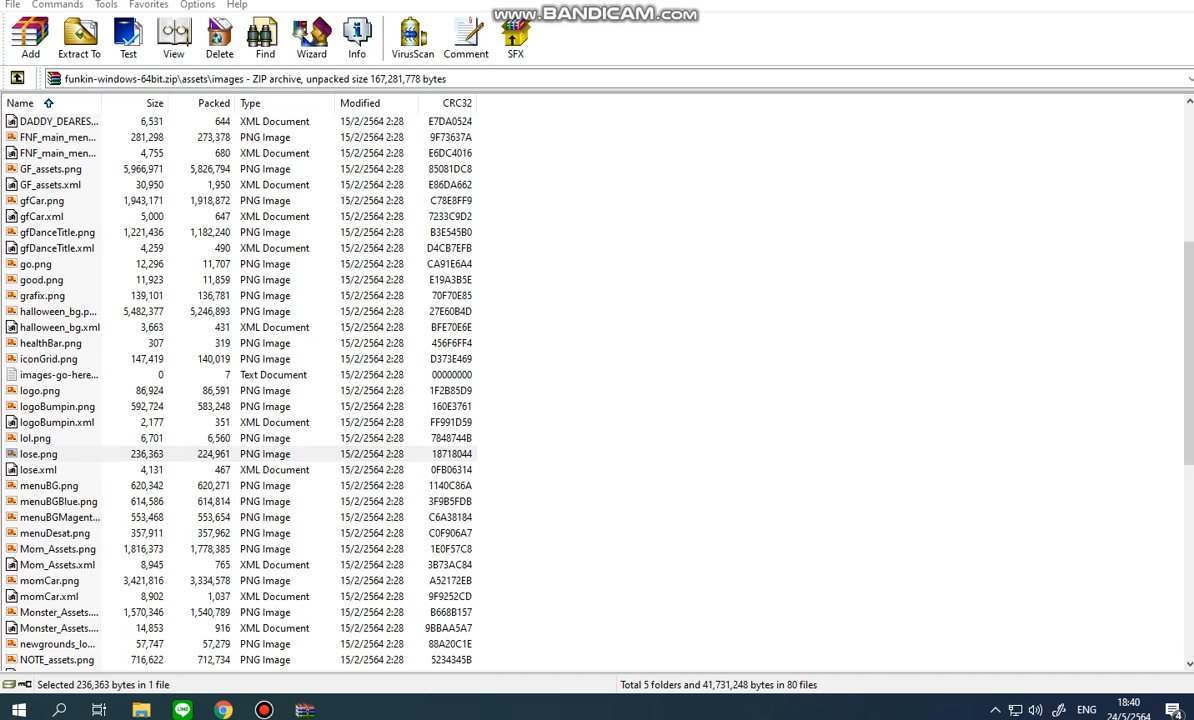 www.BANDICAM.com
File Commands Tools Favorites Options Help
Add Extract To Test View Delete Find Wizard Info VirusScan Comment SFX
funkin-windows-64bit.zip\assets\images - ZIP archive, unpacked size 167,281,778 bytes
Name Size Packed Type Modified CRC32
DADDY_DEARES... 6,531 644 XML Document 15/2/2564 2:28 E7DA0524
FNF_main_men... 281,298 273,378 PNG Image 15/2/2564 2:28 9F73637A
FNF_main_men... 4,755 680 XML Document 15/2/2564 2:28 E6DC4016
GF_assets.png 5,966,971 5,826,794 PNG Image 15/2/2564 2:28 85081DC8
GF_assets.xml 30,950 1,950 XML Document 15/2/2564 2:28 E86DA662
gfCar.png 1,943,171 1,918,872 PNG Image 15/2/2564 2:28 C78E8FF9
gfCar.xml 5,000 647 XML Document 15/2/2564 2:28 7233C9D2
gfDanceTitle.png 1,221,436 1,182,240 PNG Image 15/2/2564 2:28 B3E545B0
gfDanceTitle.xml 4,259 490 XML Document 15/2/2564 2:28 D4CB7EFB
go.png 12,296 11,707 PNG Image 15/2/2564 2:28 CA91E6A4
good.png 11,923 11,859 PNG Image 15/2/2564 2:28 E19A3B5E
grafix.png 139,101 136,781 PNG Image 15/2/2564 2:28 70F70E85
halloween_bg.p... 5,482,377 5,246,893 PNG Image 15/2/2564 2:28 27E60B4D
halloween_bg.xml 3,663 431 XML Document 15/2/2564 2:28 BFE70E6E
healthBar.png 307 319 PNG Image 15/2/2564 2:28 456F6FF4
iconGrid.png 147,419 140,019 PNG Image 15/2/2564 2:28 D373E469
images-go-here... 0 7 Text Document 15/2/2564 2:28 00000000
logo.png 86,924 86,591 PNG Image 15/2/2564 2:28 1F2B85D9
logoBumpin.png 592,724 583,248 PNG Image 15/2/2564 2:28 160E3761
logoBumpin.xml 2,177 351 XML Document 15/2/2564 2:28 FF991D59
lol.png 6,701 6,560 PNG Image 15/2/2564 2:28 7848744B
lose.png 236,363 224,961 PNG Image 15/2/2564 2:28 18718044
lose.xml 4,131 467 XML Document 15/2/2564 2:28 0FB06314
menuBG.png 620,342 620,271 PNG Image 15/2/2564 2:28 1140C86A
menuBGBlue.png 614,586 614,814 PNG Image 15/2/2564 2:28 3F9B5FDB
menuBGMagent... 553,468 553,654 PNG Image 15/2/2564 2:28 C6A38184
menuDesat.png 357,911 357,962 PNG Image 15/2/2564 2:28 C0F906A7
Mom_Assets.png 1,816,373 1,778,385 PNG Image 15/2/2564 2:28 1E0F57C8
Mom_Assets.xml 8,945 765 XML Document 15/2/2564 2:28 3B73AC84
momCar.png 3,421,816 3,334,578 PNG Image 15/2/2564 2:28 A52172EB
momCar.xml 8,902 1,037 XML Document 15/2/2564 2:28 9F9252CD
Monster_Assets.... 1,570,346 1,540,789 PNG Image 15/2/2564 2:28 B668B157
Monster_Assets.... 14,853 916 XML Document 15/2/2564 2:28 9BBAA5A7
newgrounds_lo... 57,747 57,279 PNG Image 15/2/2564 2:28 88A20C1E
NOTE_assets.png 716,622 712,734 PNG Image 15/2/2564 2:28 5234345B
Selected 236,363 bytes in 1 file Total 5 folders and 41,731,248 bytes in 80 files
LINE ENG 18:40
24/5/2564 4